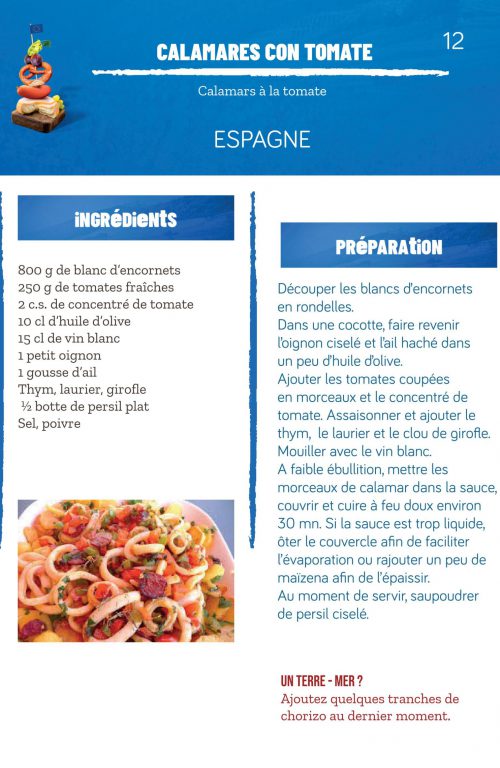 12
CALAMARES CON TOMATE
Calamars à la tomate
ESPAGNE
INGRÉDIENTS
800 g de blanc d'encornets
250 g de tomates fraîches
2 c.s. de concentré de tomate
10 cl d'huile d'olive
15 cl de vin blanc
1 petit oignon
1 gousse d'ail
Thym, laurier, girofle
½ botte de persil plat
Sel, poivre
PRÉPARATION
Découper les blancs d'encornets
en rondelles.
Dans une cocotte, faire revenir
l'oignon ciselé et l'ail haché dans
un peu d'huile d'olive.
Ajouter les tomates coupées
en morceaux et le concentré de
tomate. Assaisonner et ajouter le
thym, le laurier et le clou de girofle.
Mouiller avec le vin blanc.
A faible ébullition, mettre les
morceaux de calamar dans la sauce,
couvrir et cuire à feu doux environ
30 mn. Si la sauce est trop liquide,
ôter le couvercle afin de faciliter
l'évaporation ou rajouter un peu de
maïzena afin de l'épaissir.
Au moment de servir, saupoudrer
de persil ciselé.
UN TERRE - MER ?
Ajoutez quelques tranches de
chorizo au dernier moment.